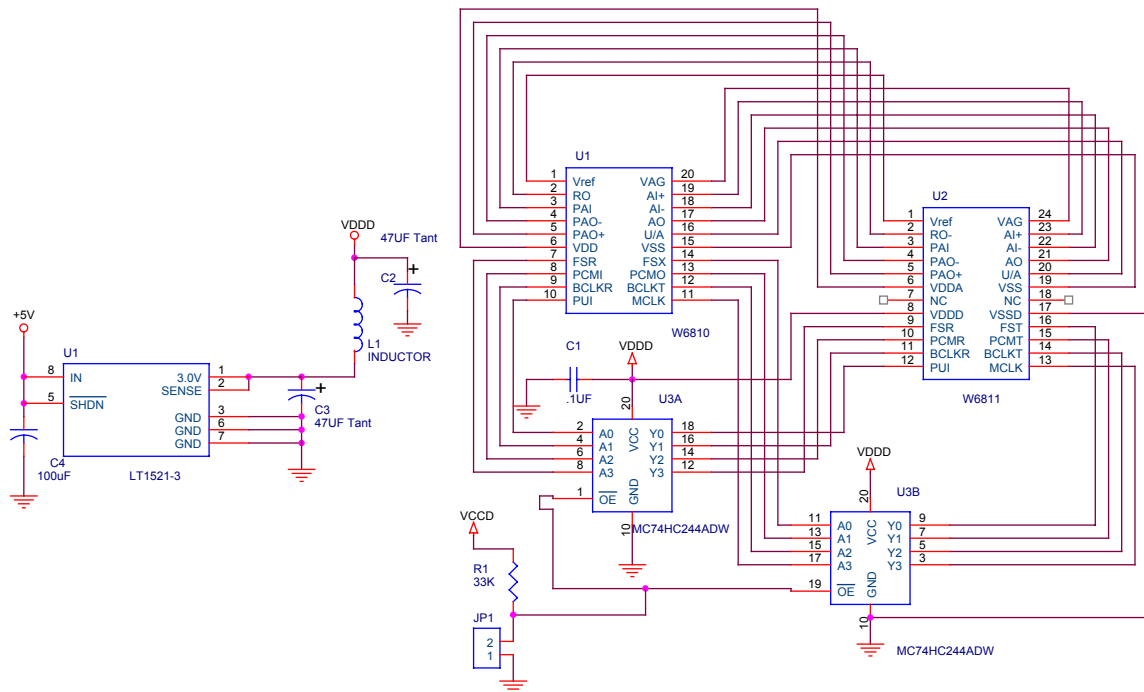 +5V
U1
8 IN
5 SHDN
3.0V 1
SENSE 2
GND 3
GND 6
GND 7
LT1521-3
C4
100uF
VDDD
47UF Tant
C2
L1
INDUCTOR
C3
47UF Tant
U1
1 Vref VAG 20
2 RO AI+ 19
3 PAI AI- 18
4 PAO- AO 17
5 PAO+ U/A 16
6 VDD VSS 15
7 FSR FSX 14
8 PCMI PCMO 13
9 BCLKR BCLKT 12
10 PUI MCLK 11
W6810
U2
1 Vref VAG 24
2 RO- AI+ 23
3 PAI AI- 22
4 PAO- AO 21
5 PAO+ U/A 20
6 VDDA VSS 19
7 NC NC 18
8 VDDD VSSD 17
9 FSR FST 16
10 PCMR PCMT 15
11 BCLKR BCLKT 14
12 PUI MCLK 13
W6811
C1
.1UF
VDDD
U3A
20
VCC
2 A0 Y0 18
4 A1 Y1 16
6 A2 Y2 14
8 A3 Y3 12
1 OE
GND
10
MC74HC244ADW
VDDD
U3B
20
VCC
11 A0 Y0 9
13 A1 Y1 7
15 A2 Y2 5
17 A3 Y3 3
19 OE
GND
10
MC74HC244ADW
VCCD
R1
33K
JP1
2
1